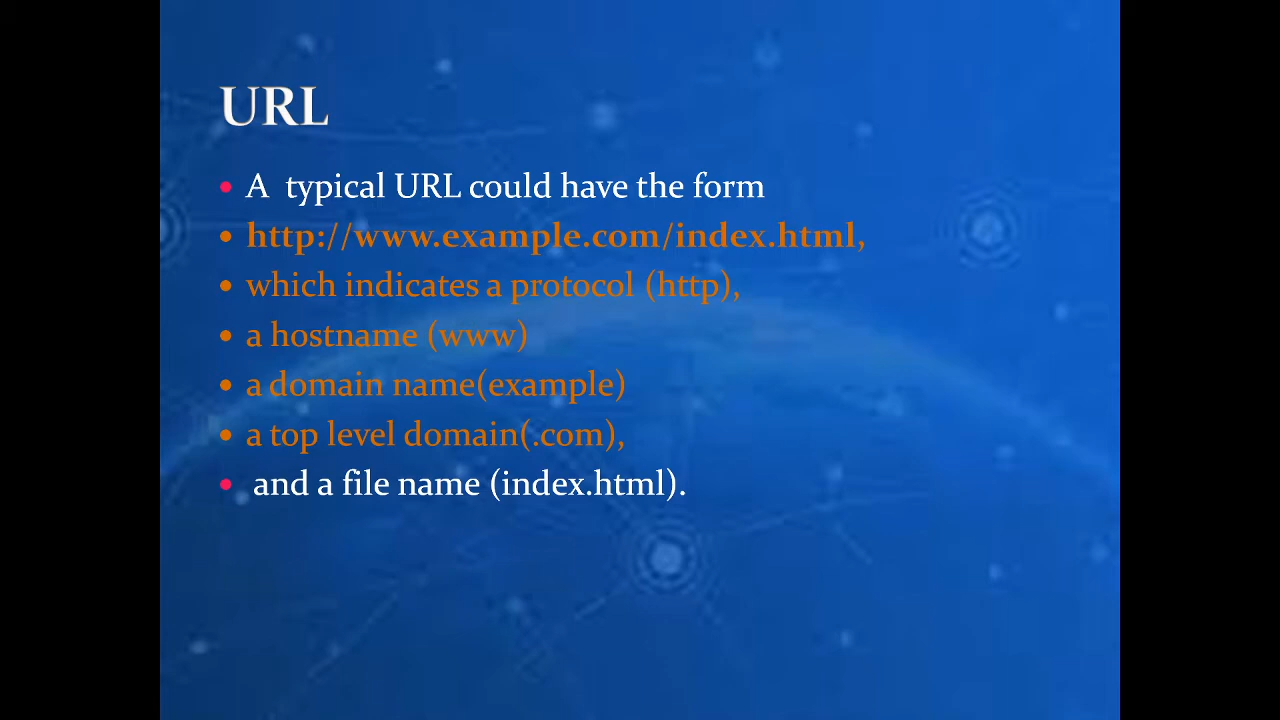 URL
A  typical URL could have the form
http://www.example.com/index.html,
which indicates a protocol (http),
a hostname (www)
a domain name(example)
a top level domain(.com),
and a file name (index.html).